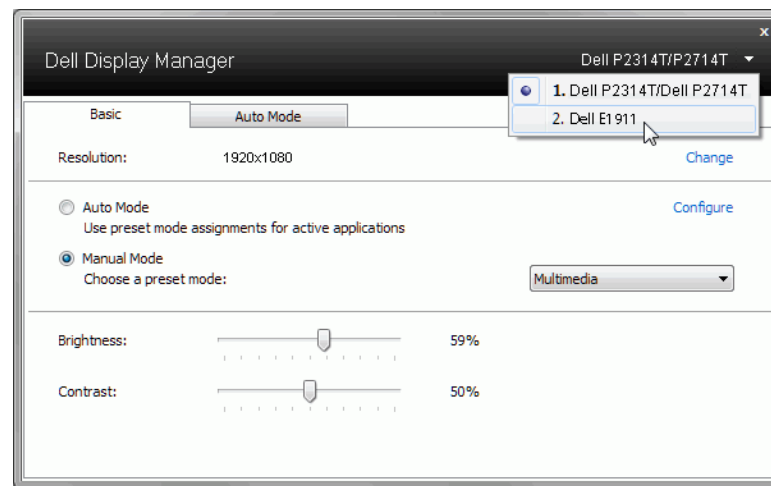 x
Dell Display Manager
Dell P2314T/P2714T
1. Dell P2314T/Dell P2714T
2. Dell E1911
Basic
Auto Mode
Resolution:
1920x1080
Change
Auto Mode
Configure
Use preset mode assignments for active applications
Manual Mode
Choose a preset mode:
Multimedia
Brightness:
59%
Contrast:
50%